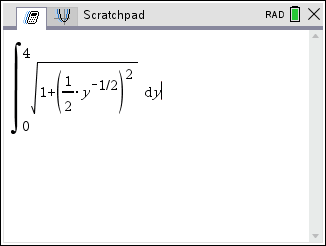 Scratchpad RAD
∫₀⁴ √(1+(1/2·y^(-1/2))^2) dy